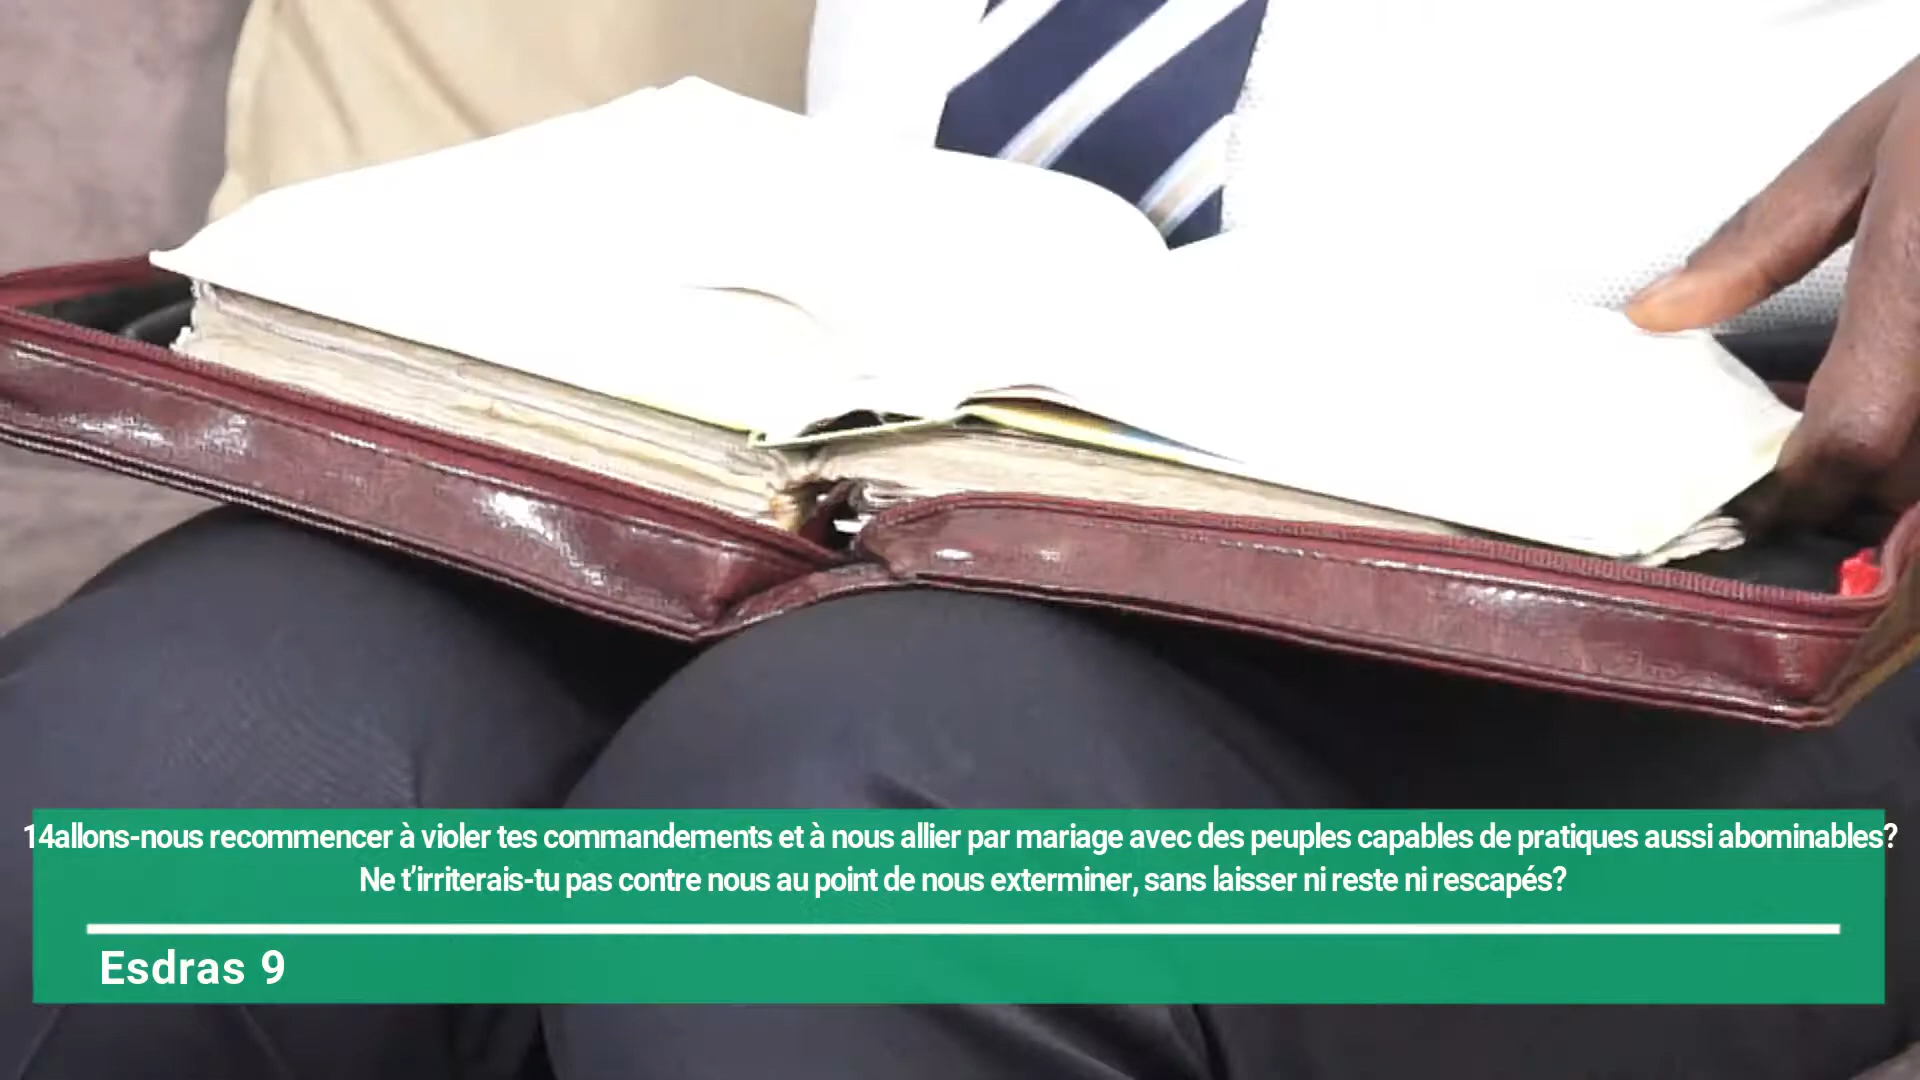 14allons-nous recommencer à violer tes commandements et à nous allier par mariage avec des peuples capables de pratiques aussi abominables?
Ne t’irriterais-tu pas contre nous au point de nous exterminer, sans laisser ni reste ni rescapés?
Esdras 9